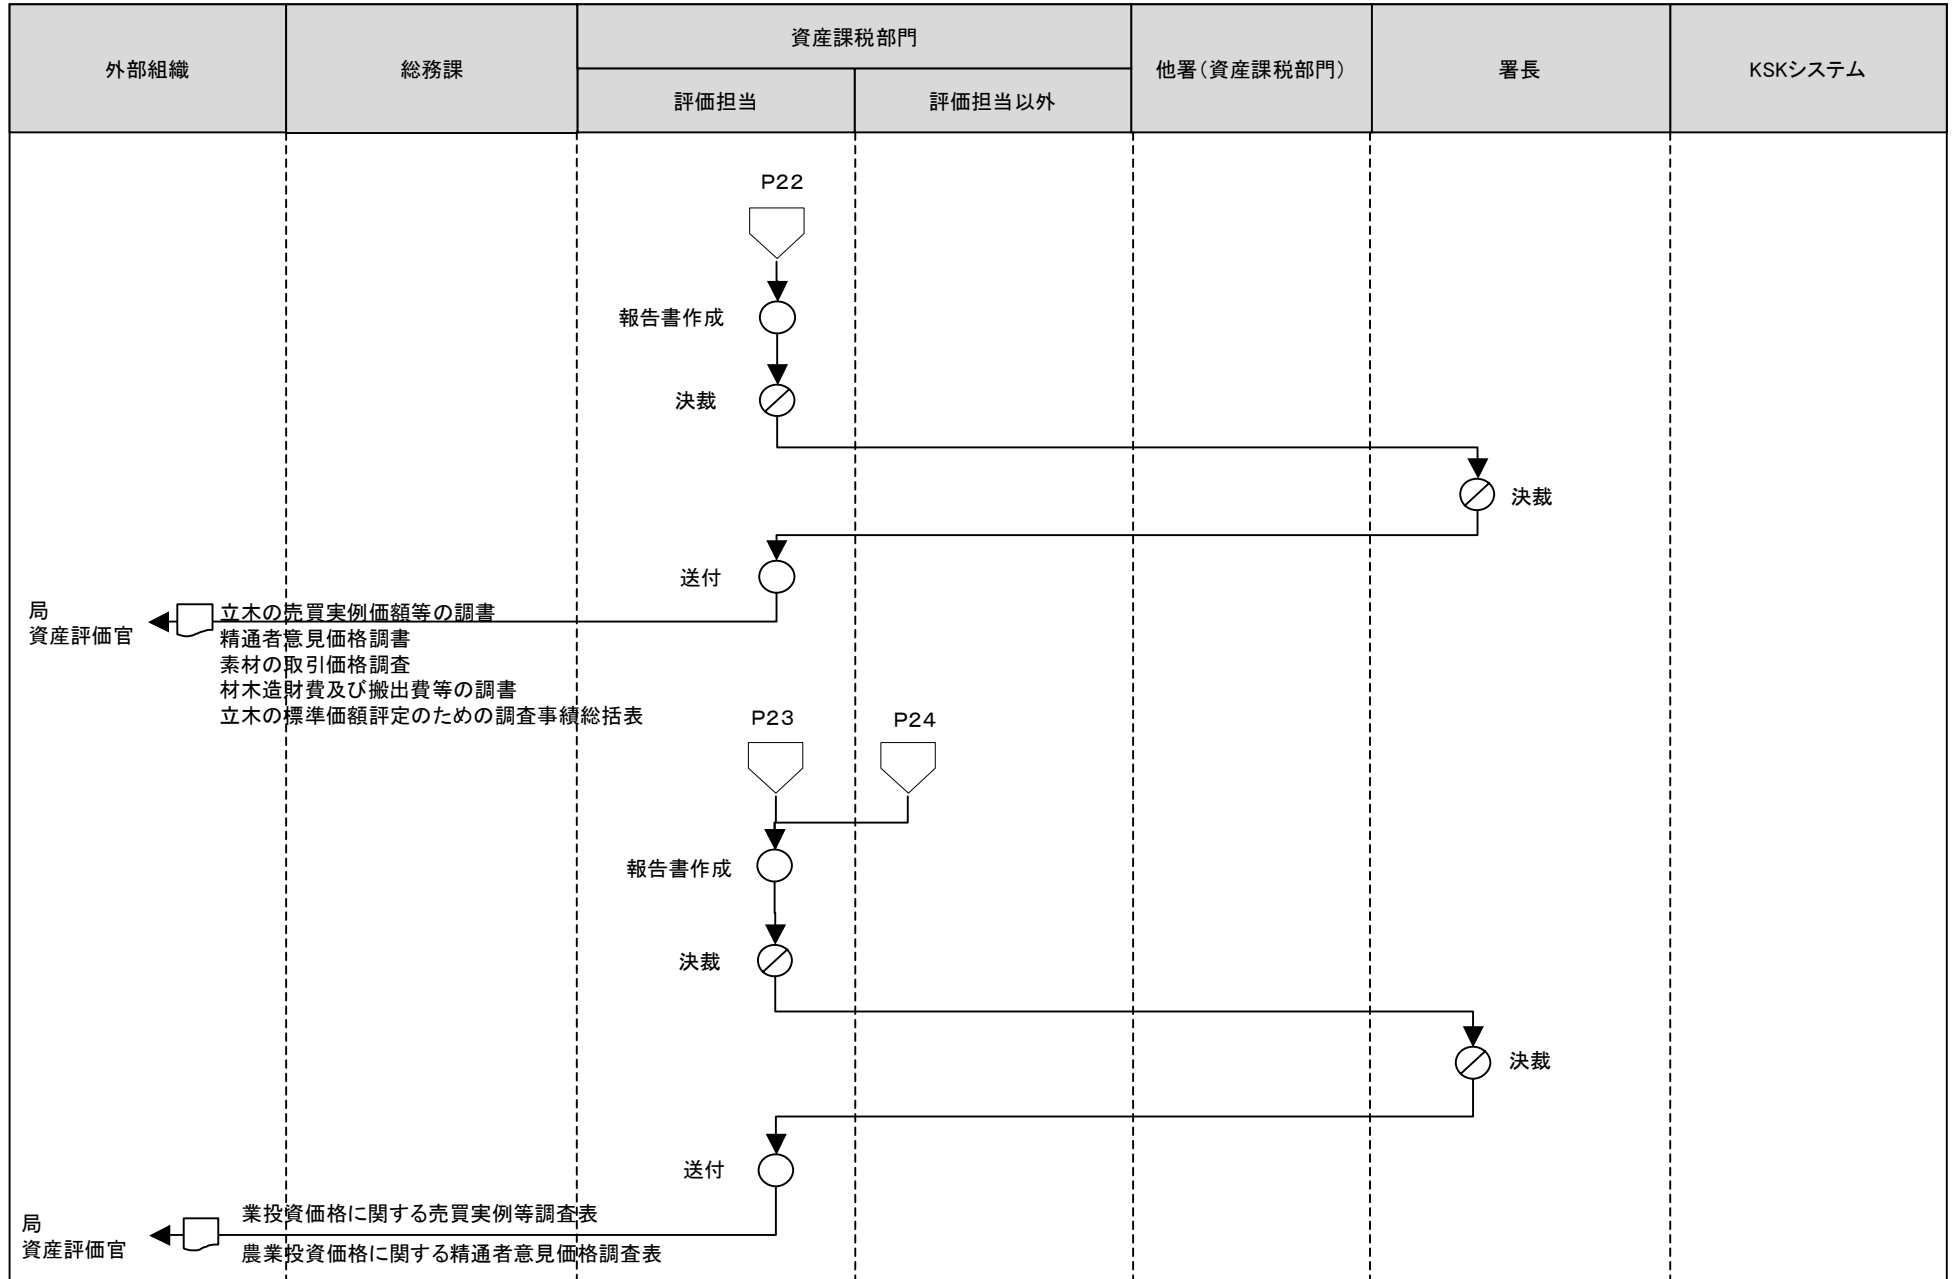 外部組織
総務課
資産課税部門
評価担当
評価担当以外
他署（資産課税部門）
署長
KSKシステム
P22
報告書作成
決裁
決裁
送付
局
資産評価官
立木の売買実例価額等の調書
精通者意見価格調書
素材の取引価格調査
材木造財費及び搬出費等の調書
立木の標準価額評定のための調査事績総括表
P23
P24
報告書作成
決裁
決裁
送付
局
資産評価官
業投資価格に関する売買実例等調査表
農業投資価格に関する精通者意見価格調査表